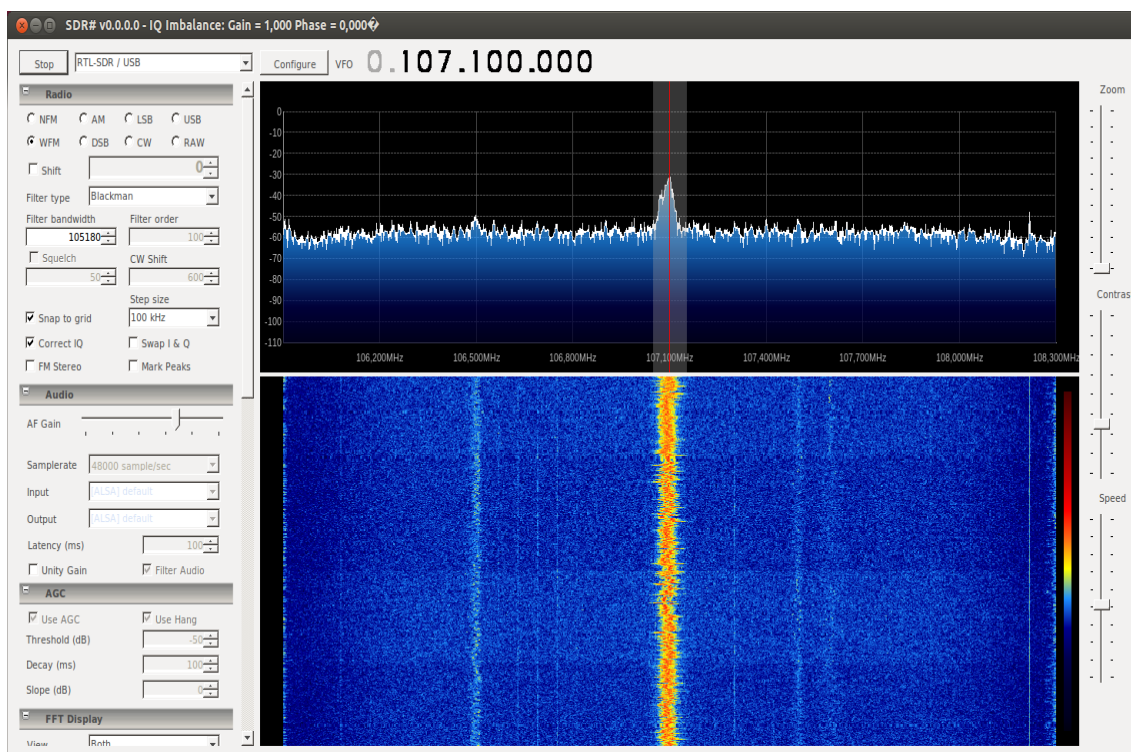 SDR# v0.0.0.0 - IQ Imbalance: Gain = 1,000 Phase = 0,000�
Stop RTL-SDR / USB Configure VFO 0.107.100.000
Radio
NFM AM LSB USB
WFM DSB CW RAW
Shift 0
Filter type Blackman
Filter bandwidth Filter order
105180 100
Squelch CW Shift
50 600
Step size
Snap to grid 100 kHz
Correct IQ Swap I & Q
FM Stereo Mark Peaks
Audio
AF Gain
Samplerate 48000 sample/sec
Input [ALSA] default
Output [ALSA] default
Latency (ms) 100
Unity Gain Filter Audio
AGC
Use AGC Use Hang
Threshold (dB) -50
Decay (ms) 100
Slope (dB) 0
FFT Display
View Both
0
-10
-20
-30
-40
-50
-60
-70
-80
-90
-100
-110
106,200MHz 106,500MHz 106,800MHz 107,100MHz 107,400MHz 107,700MHz 108,000MHz 108,300MHz
Zoom
Contras
Speed